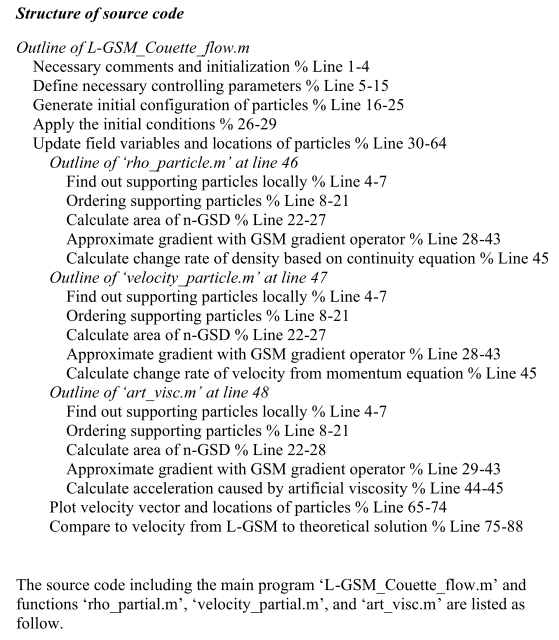 Structure of source code
Outline of L-GSM_Couette_flow.m
Necessary comments and initialization % Line 1-4
Define necessary controlling parameters % Line 5-15
Generate initial configuration of particles % Line 16-25
Apply the initial conditions % 26-29
Update field variables and locations of particles % Line 30-64
Outline of 'rho_particle.m' at line 46
Find out supporting particles locally % Line 4-7
Ordering supporting particles % Line 8-21
Calculate area of n-GSD % Line 22-27
Approximate gradient with GSM gradient operator % Line 28-43
Calculate change rate of density based on continuity equation % Line 45
Outline of 'velocity_particle.m' at line 47
Find out supporting particles locally % Line 4-7
Ordering supporting particles % Line 8-21
Calculate area of n-GSD % Line 22-27
Approximate gradient with GSM gradient operator % Line 28-43
Calculate change rate of velocity from momentum equation % Line 45
Outline of 'art_visc.m' at line 48
Find out supporting particles locally % Line 4-7
Ordering supporting particles % Line 8-21
Calculate area of n-GSD % Line 22-28
Approximate gradient with GSM gradient operator % Line 29-43
Calculate acceleration caused by artificial viscosity % Line 44-45
Plot velocity vector and locations of particles % Line 65-74
Compare to velocity from L-GSM to theoretical solution % Line 75-88
The source code including the main program 'L-GSM_Couette_flow.m' and
functions 'rho_partial.m', 'velocity_partial.m', and 'art_visc.m' are listed as
follow.